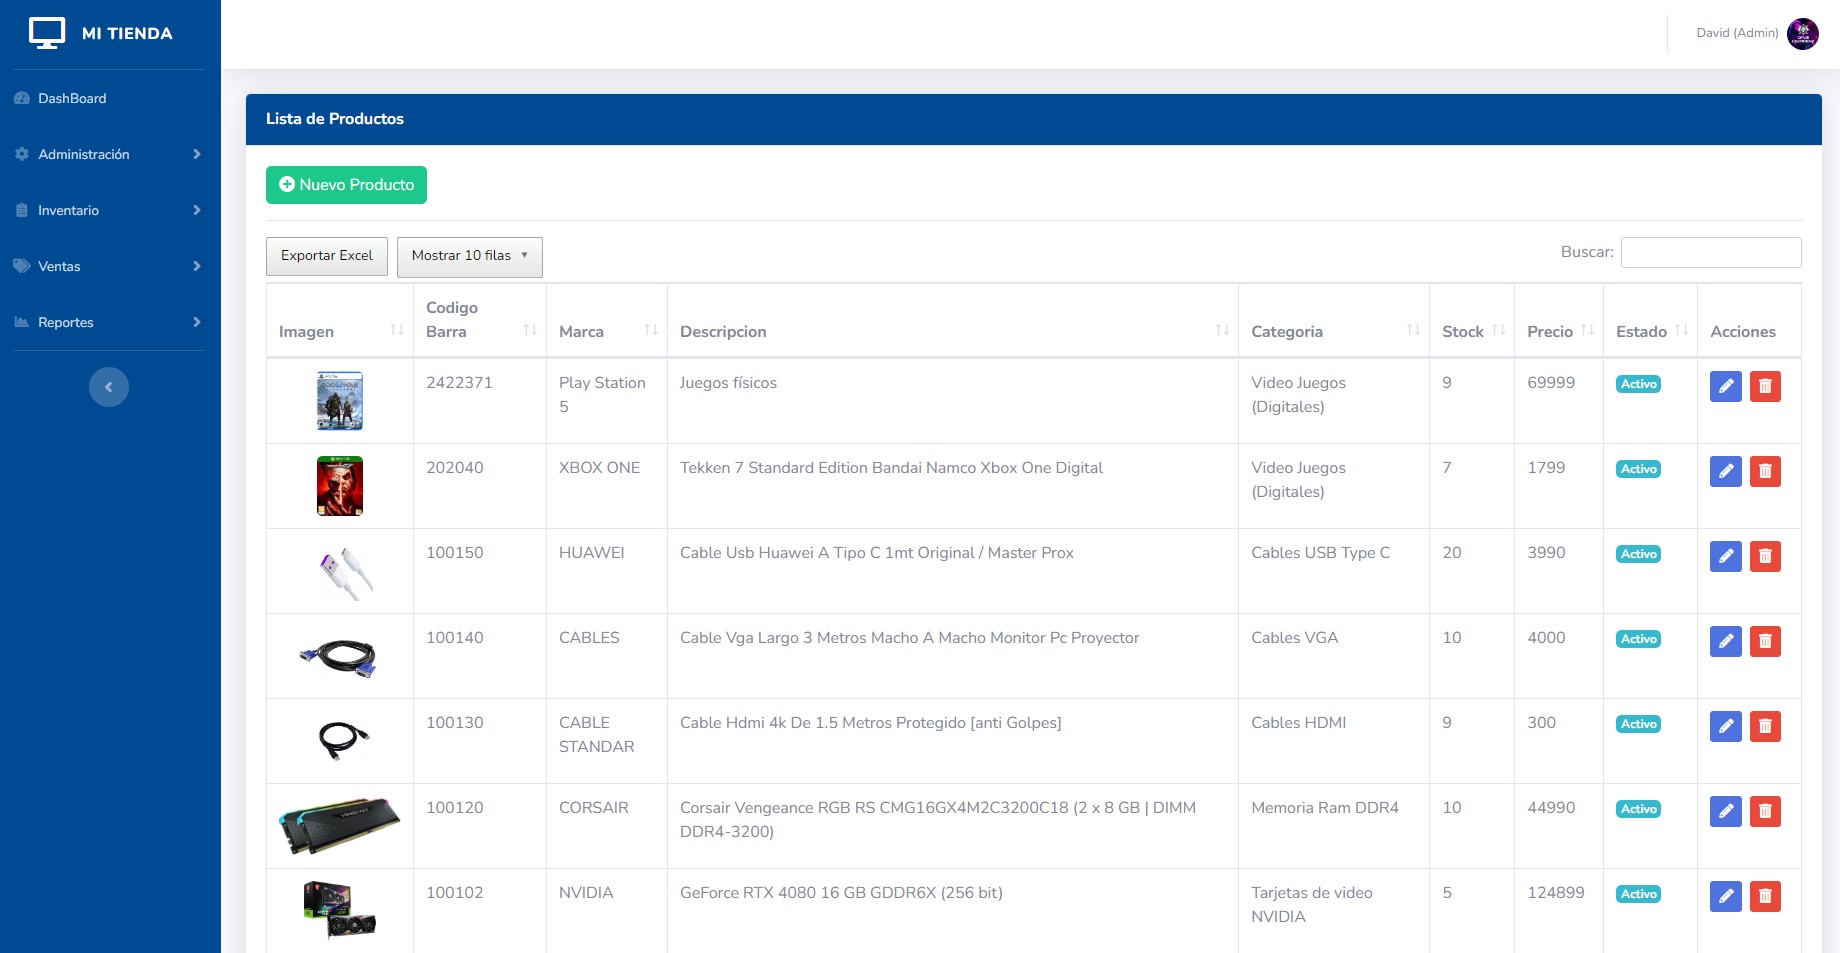 MI TIENDA
David (Admin)
DashBoard
Administración
Inventario
Ventas
Reportes
Lista de Productos
Nuevo Producto
Exportar Excel
Mostrar 10 filas
Buscar:
Imagen
Codigo
Barra
Marca
Descripcion
Categoria
Stock
Precio
Estado
Acciones
2422371
Play Station
5
Juegos físicos
Video Juegos
(Digitales)
9
69999
Activo
202040
XBOX ONE
Tekken 7 Standard Edition Bandai Namco Xbox One Digital
Video Juegos
(Digitales)
7
1799
Activo
100150
HUAWEI
Cable Usb Huawei A Tipo C 1mt Original / Master Prox
Cables USB Type C
20
3990
Activo
100140
CABLES
Cable Vga Largo 3 Metros Macho A Macho Monitor Pc Proyector
Cables VGA
10
4000
Activo
100130
CABLE
STANDAR
Cable Hdmi 4k De 1.5 Metros Protegido [anti Golpes]
Cables HDMI
9
300
Activo
100120
CORSAIR
Corsair Vengeance RGB RS CMG16GX4M2C3200C18 (2 x 8 GB | DIMM
DDR4-3200)
Memoria Ram DDR4
10
44990
Activo
100102
NVIDIA
GeForce RTX 4080 16 GB GDDR6X (256 bit)
Tarjetas de video
NVIDIA
5
124899
Activo